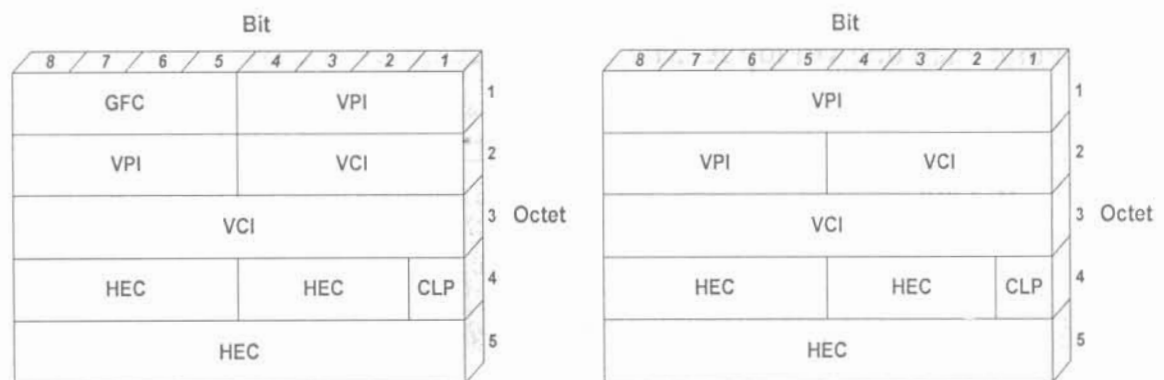 Bit
8 7 6 5 4 3 2 1
GFC VPI 1
VPI VCI 2
VCI 3 Octet
HEC HEC CLP 4
HEC 5
Bit
8 7 6 5 4 3 2 1
VPI 1
VPI VCI 2
VCI 3 Octet
HEC HEC CLP 4
HEC 5